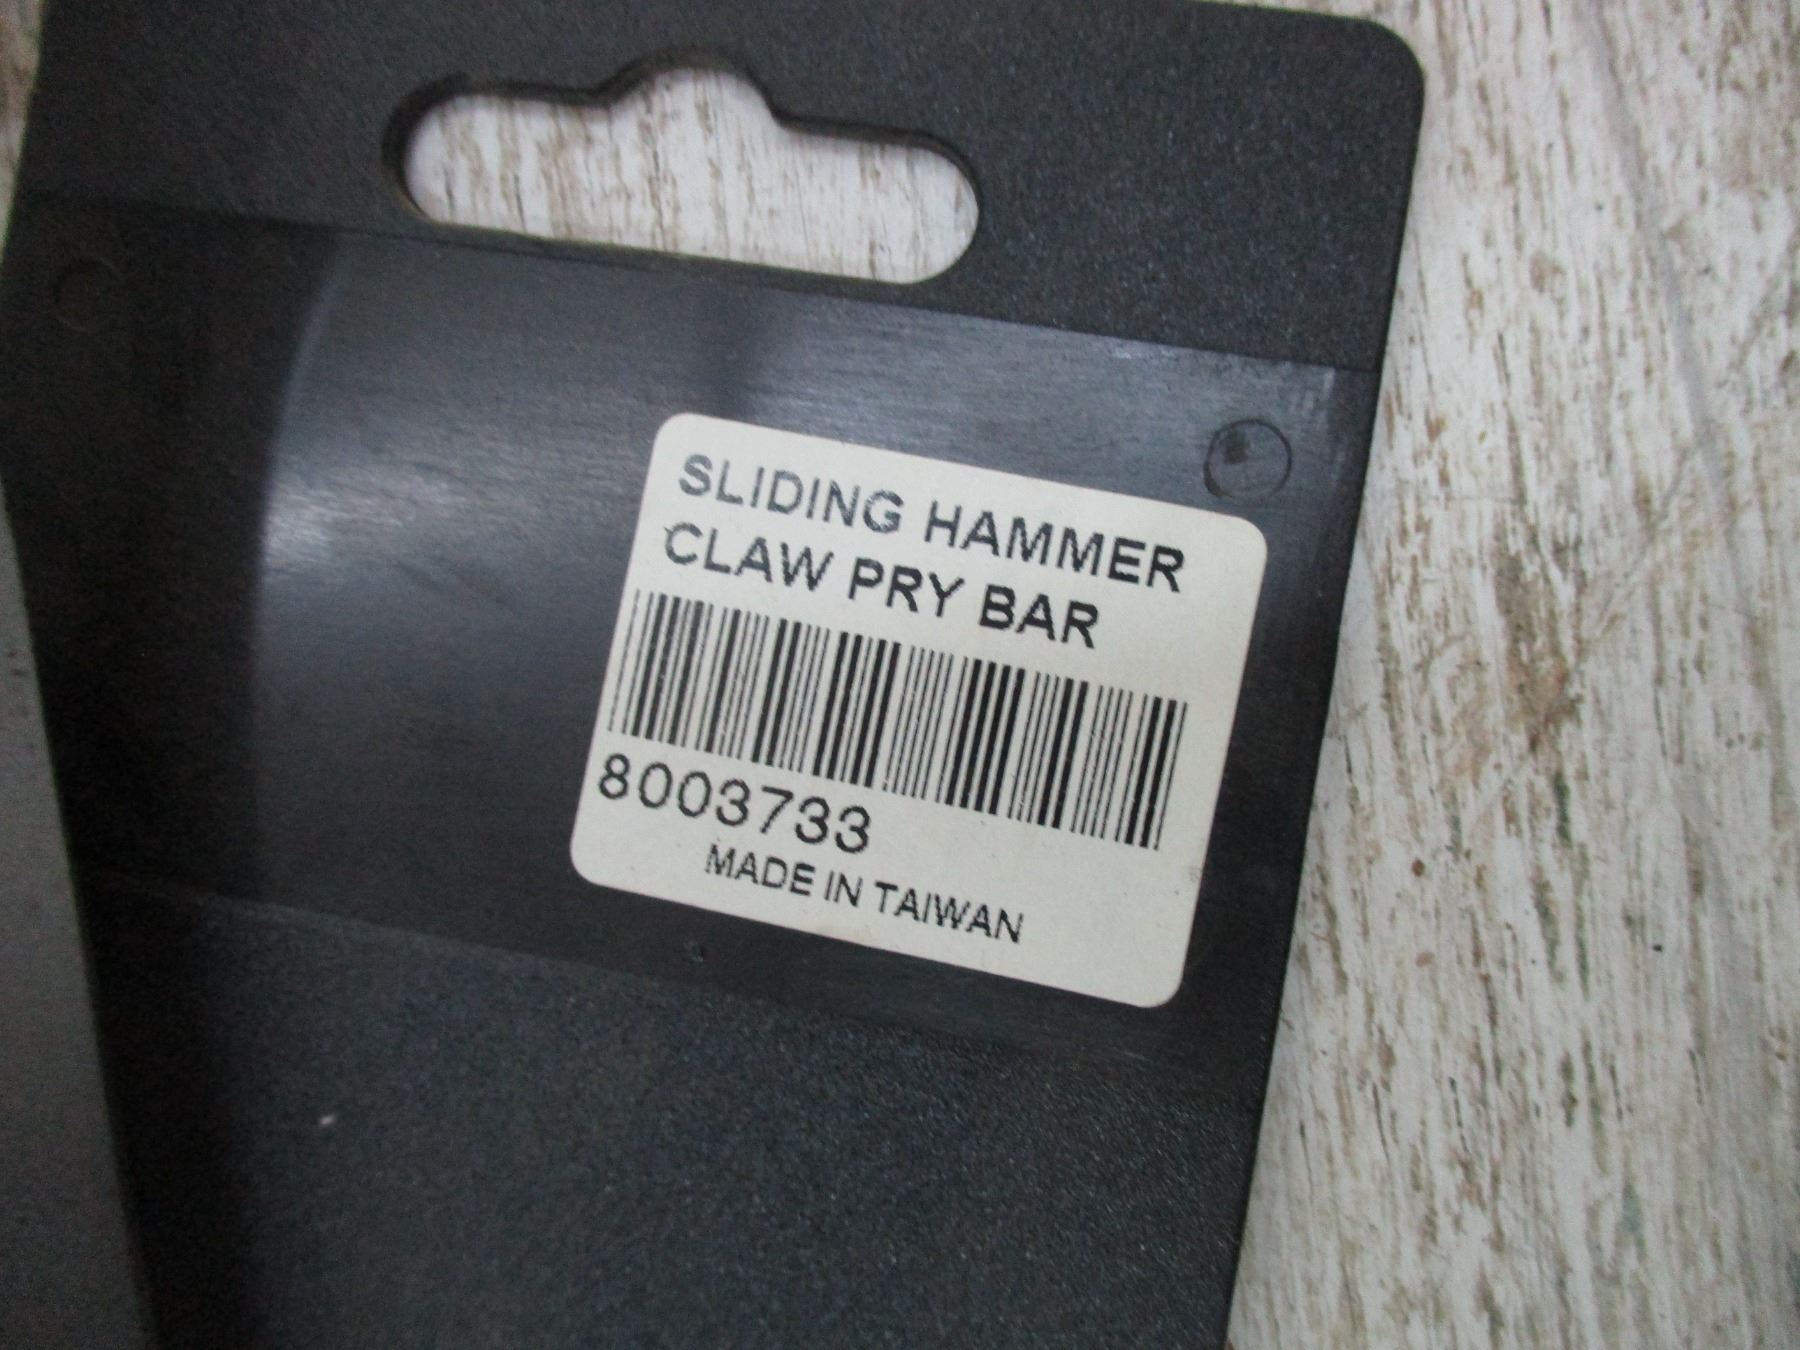 SLIDING HAMMER
CLAW PRY BAR
8003733
MADE IN TAIWAN